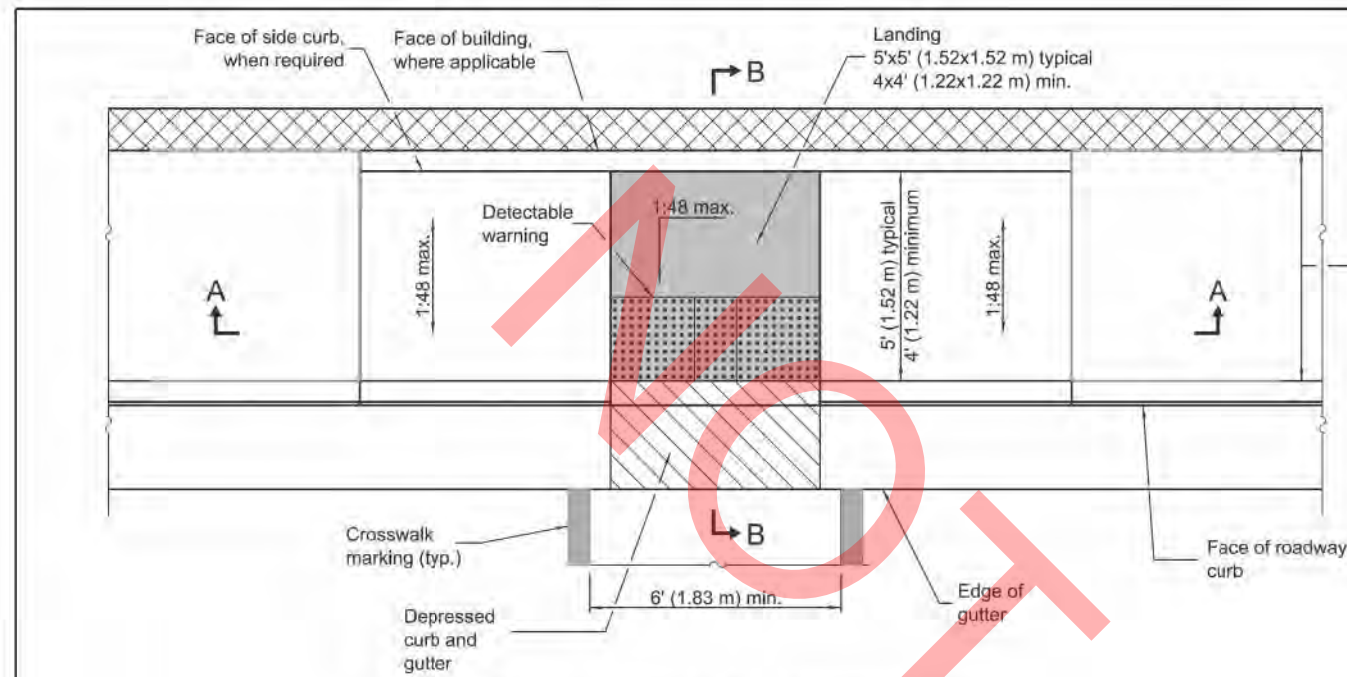 Face of side curb,
when required
Face of building,
where applicable
B
Landing
5'x5' (1.52x1.52 m) typical
4x4' (1.22x1.22 m) min.
Detectable
warning
1:48 max.
1:48 max.
5' (1.52 m) typical
4' (1.22 m) minimum
1:48 max.
A
A
NOT
Crosswalk
marking (typ.)
B
6' (1.83 m) min.
Edge of
gutter
Face of roadway
curb
Depressed
curb and
gutter